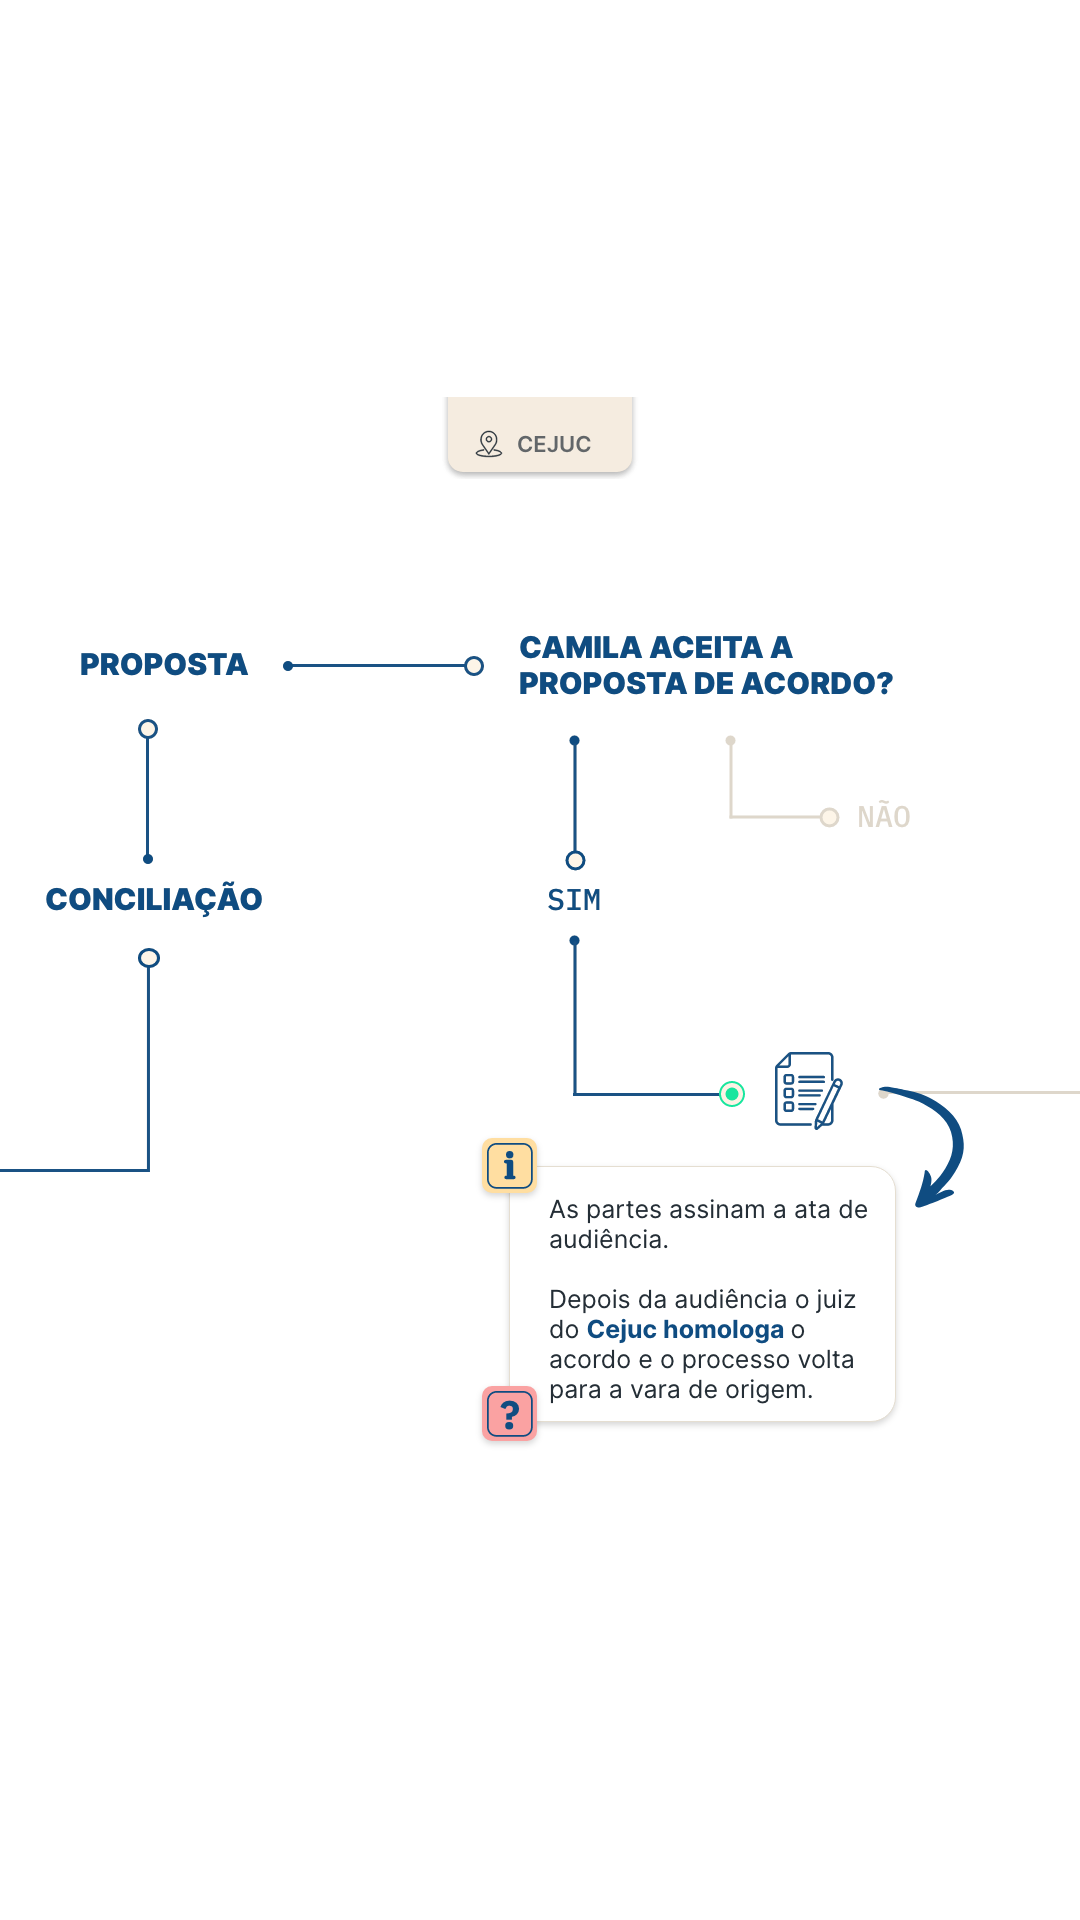 CEJUC
PROPOSTA
CAMILA ACEITA A
PROPOSTA DE ACORDO?
NÃO
CONCILIAÇÃO
SIM
i
As partes assinam a ata de
audiência.
Depois da audiência o juiz
do Cejuc homologa o
acordo e o processo volta
para a vara de origem.
?